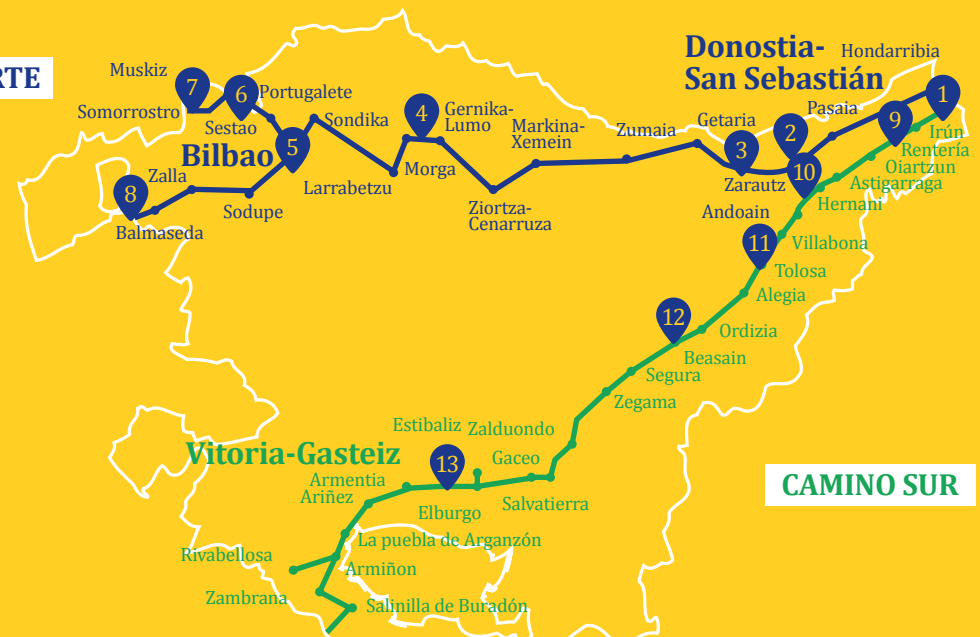 RTE
Donostia-
San Sebastián
Hondarribia
Muskiz
7
6
Portugalete
Somorrostro
Sestao
Sondika
4
Gernika-
Lumo
Markina-
Xemein
Zumaia
Getaria
Pasaia
1
2
9
Irún
Rentería
Oiartzun
Bilbao
5
Morga
3
Zarautz
10
Astigarraga
Zalla
8
Larrabetzu
Hernani
Andoain
Sodupe
Ziortza-
Cenarruza
Balmaseda
11
Villabona
Tolosa
Alegia
12
Ordizia
Beasain
Segura
Zegama
Estibaliz
Zalduondo
Vitoria-Gasteiz
13
Gaceo
Armentia
Ariñez
Elburgo
Salvatierra
CAMINO SUR
La puebla de Arganzón
Rivabellosa
Armiñon
Zambrana
Salinilla de Buradón